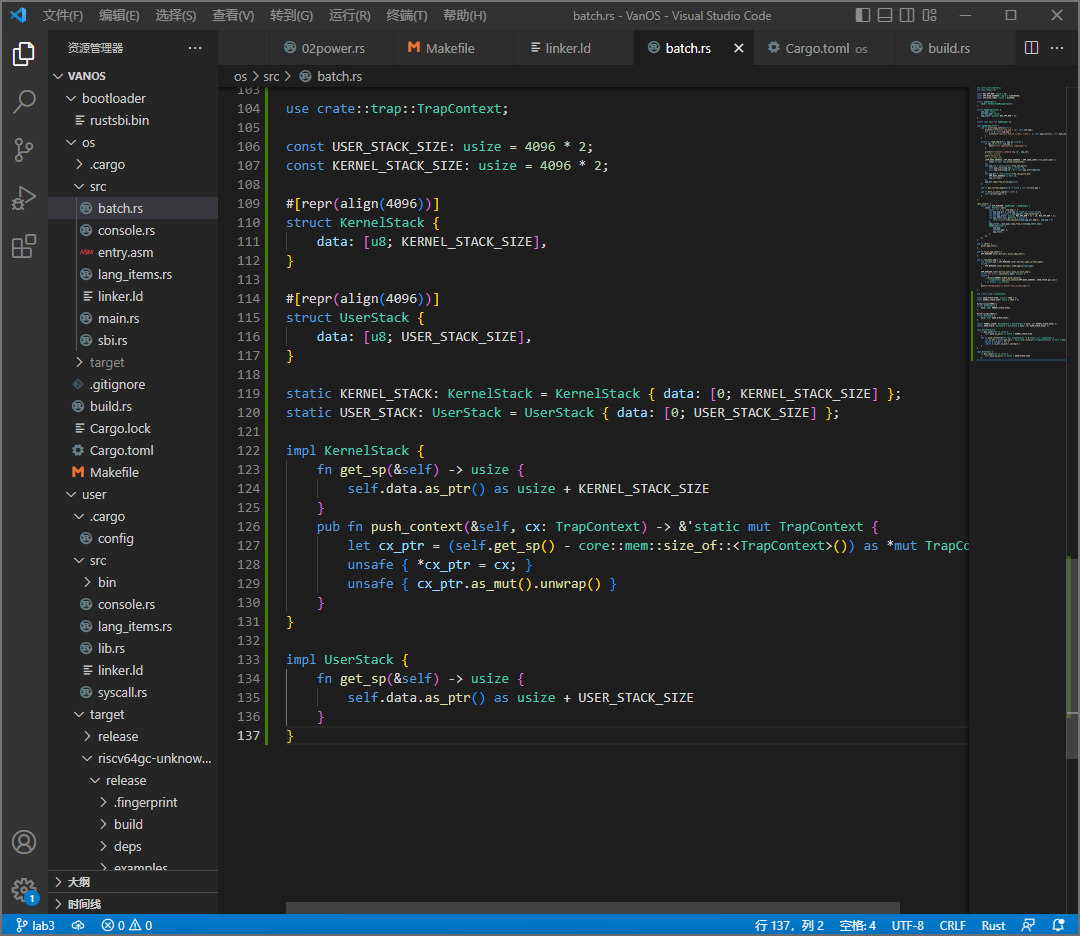 文件(F) 编辑(E) 选择(S) 查看(V) 转到(G) 运行(R) 终端(T) 帮助(H) batch.rs - VanOS - Visual Studio Code
资源管理器 ···
VANOS
bootloader
rustsbi.bin
os
.cargo
src
batch.rs
console.rs
ASM entry.asm
lang_items.rs
linker.ld
main.rs
sbi.rs
target
.gitignore
build.rs
Cargo.lock
Cargo.toml
Makefile
user
.cargo
config
src
bin
console.rs
lang_items.rs
lib.rs
linker.ld
syscall.rs
target
release
riscv64gc-unknow...
release
.fingerprint
build
deps
examples
大纲
时间线
1
02power.rs Makefile linker.ld batch.rs Cargo.toml os build.rs ···
os > src > batch.rs
103
104 use crate::trap::TrapContext;
105
106 const USER_STACK_SIZE: usize = 4096 * 2;
107 const KERNEL_STACK_SIZE: usize = 4096 * 2;
108
109 #[repr(align(4096))]
110 struct KernelStack {
111     data: [u8; KERNEL_STACK_SIZE],
112 }
113
114 #[repr(align(4096))]
115 struct UserStack {
116     data: [u8; USER_STACK_SIZE],
117 }
118
119 static KERNEL_STACK: KernelStack = KernelStack { data: [0; KERNEL_STACK_SIZE] };
120 static USER_STACK: UserStack = UserStack { data: [0; USER_STACK_SIZE] };
121
122 impl KernelStack {
123     fn get_sp(&self) -> usize {
124         self.data.as_ptr() as usize + KERNEL_STACK_SIZE
125     }
126     pub fn push_context(&self, cx: TrapContext) -> &'static mut TrapContext {
127         let cx_ptr = (self.get_sp() - core::mem::size_of::<TrapContext>()) as *mut TrapCo
128         unsafe { *cx_ptr = cx; }
129         unsafe { cx_ptr.as_mut().unwrap() }
130     }
131 }
132
133 impl UserStack {
134     fn get_sp(&self) -> usize {
135         self.data.as_ptr() as usize + USER_STACK_SIZE
136     }
137 }
lab3 0 0 行 137，列 2 空格: 4 UTF-8 CRLF Rust